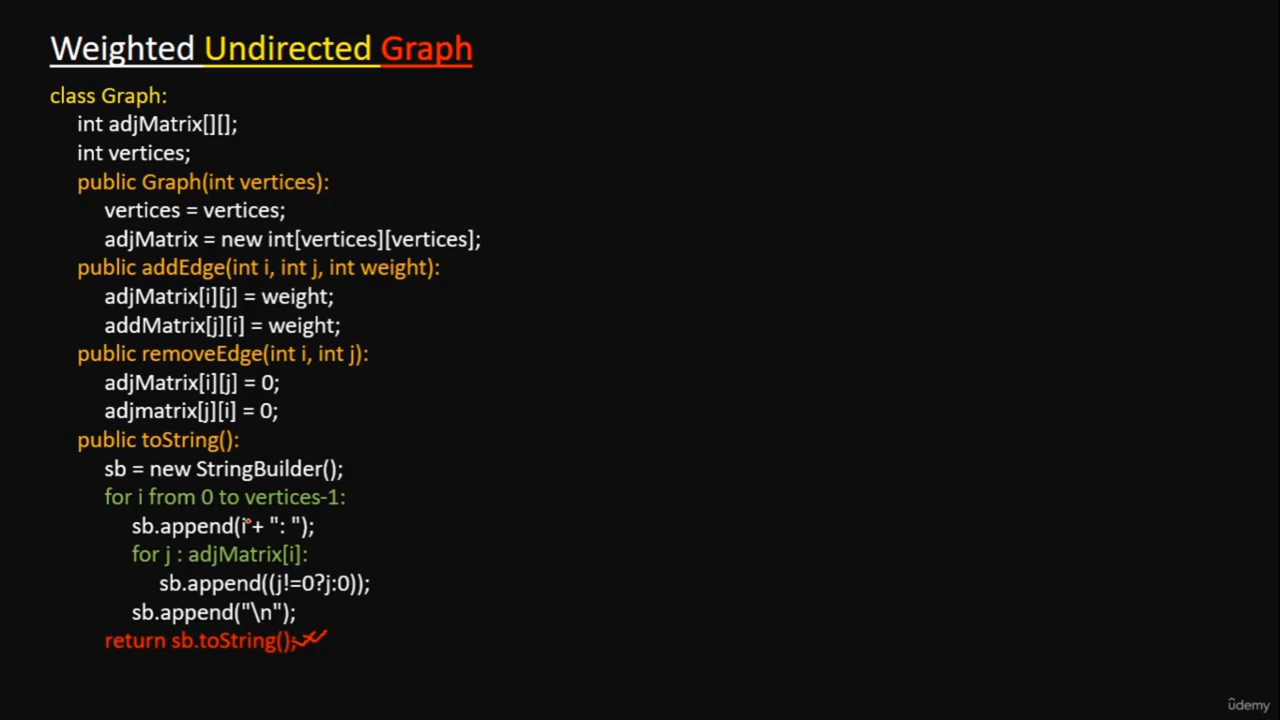 Weighted Undirected Graph
class Graph:
int adjMatrix[][];
int vertices;
public Graph(int vertices):
vertices = vertices;
adjMatrix = new int[vertices][vertices];
public addEdge(int i, int j, int weight):
adjMatrix[i][j] = weight;
addMatrix[j][i] = weight;
public removeEdge(int i, int j):
adjMatrix[i][j] = 0;
adjmatrix[j][i] = 0;
public toString():
sb = new StringBuilder();
for i from 0 to vertices-1:
sb.append(i + ": ");
for j : adjMatrix[i]:
sb.append((j!=0?j:0));
sb.append("\n");
return sb.toString();
udemy